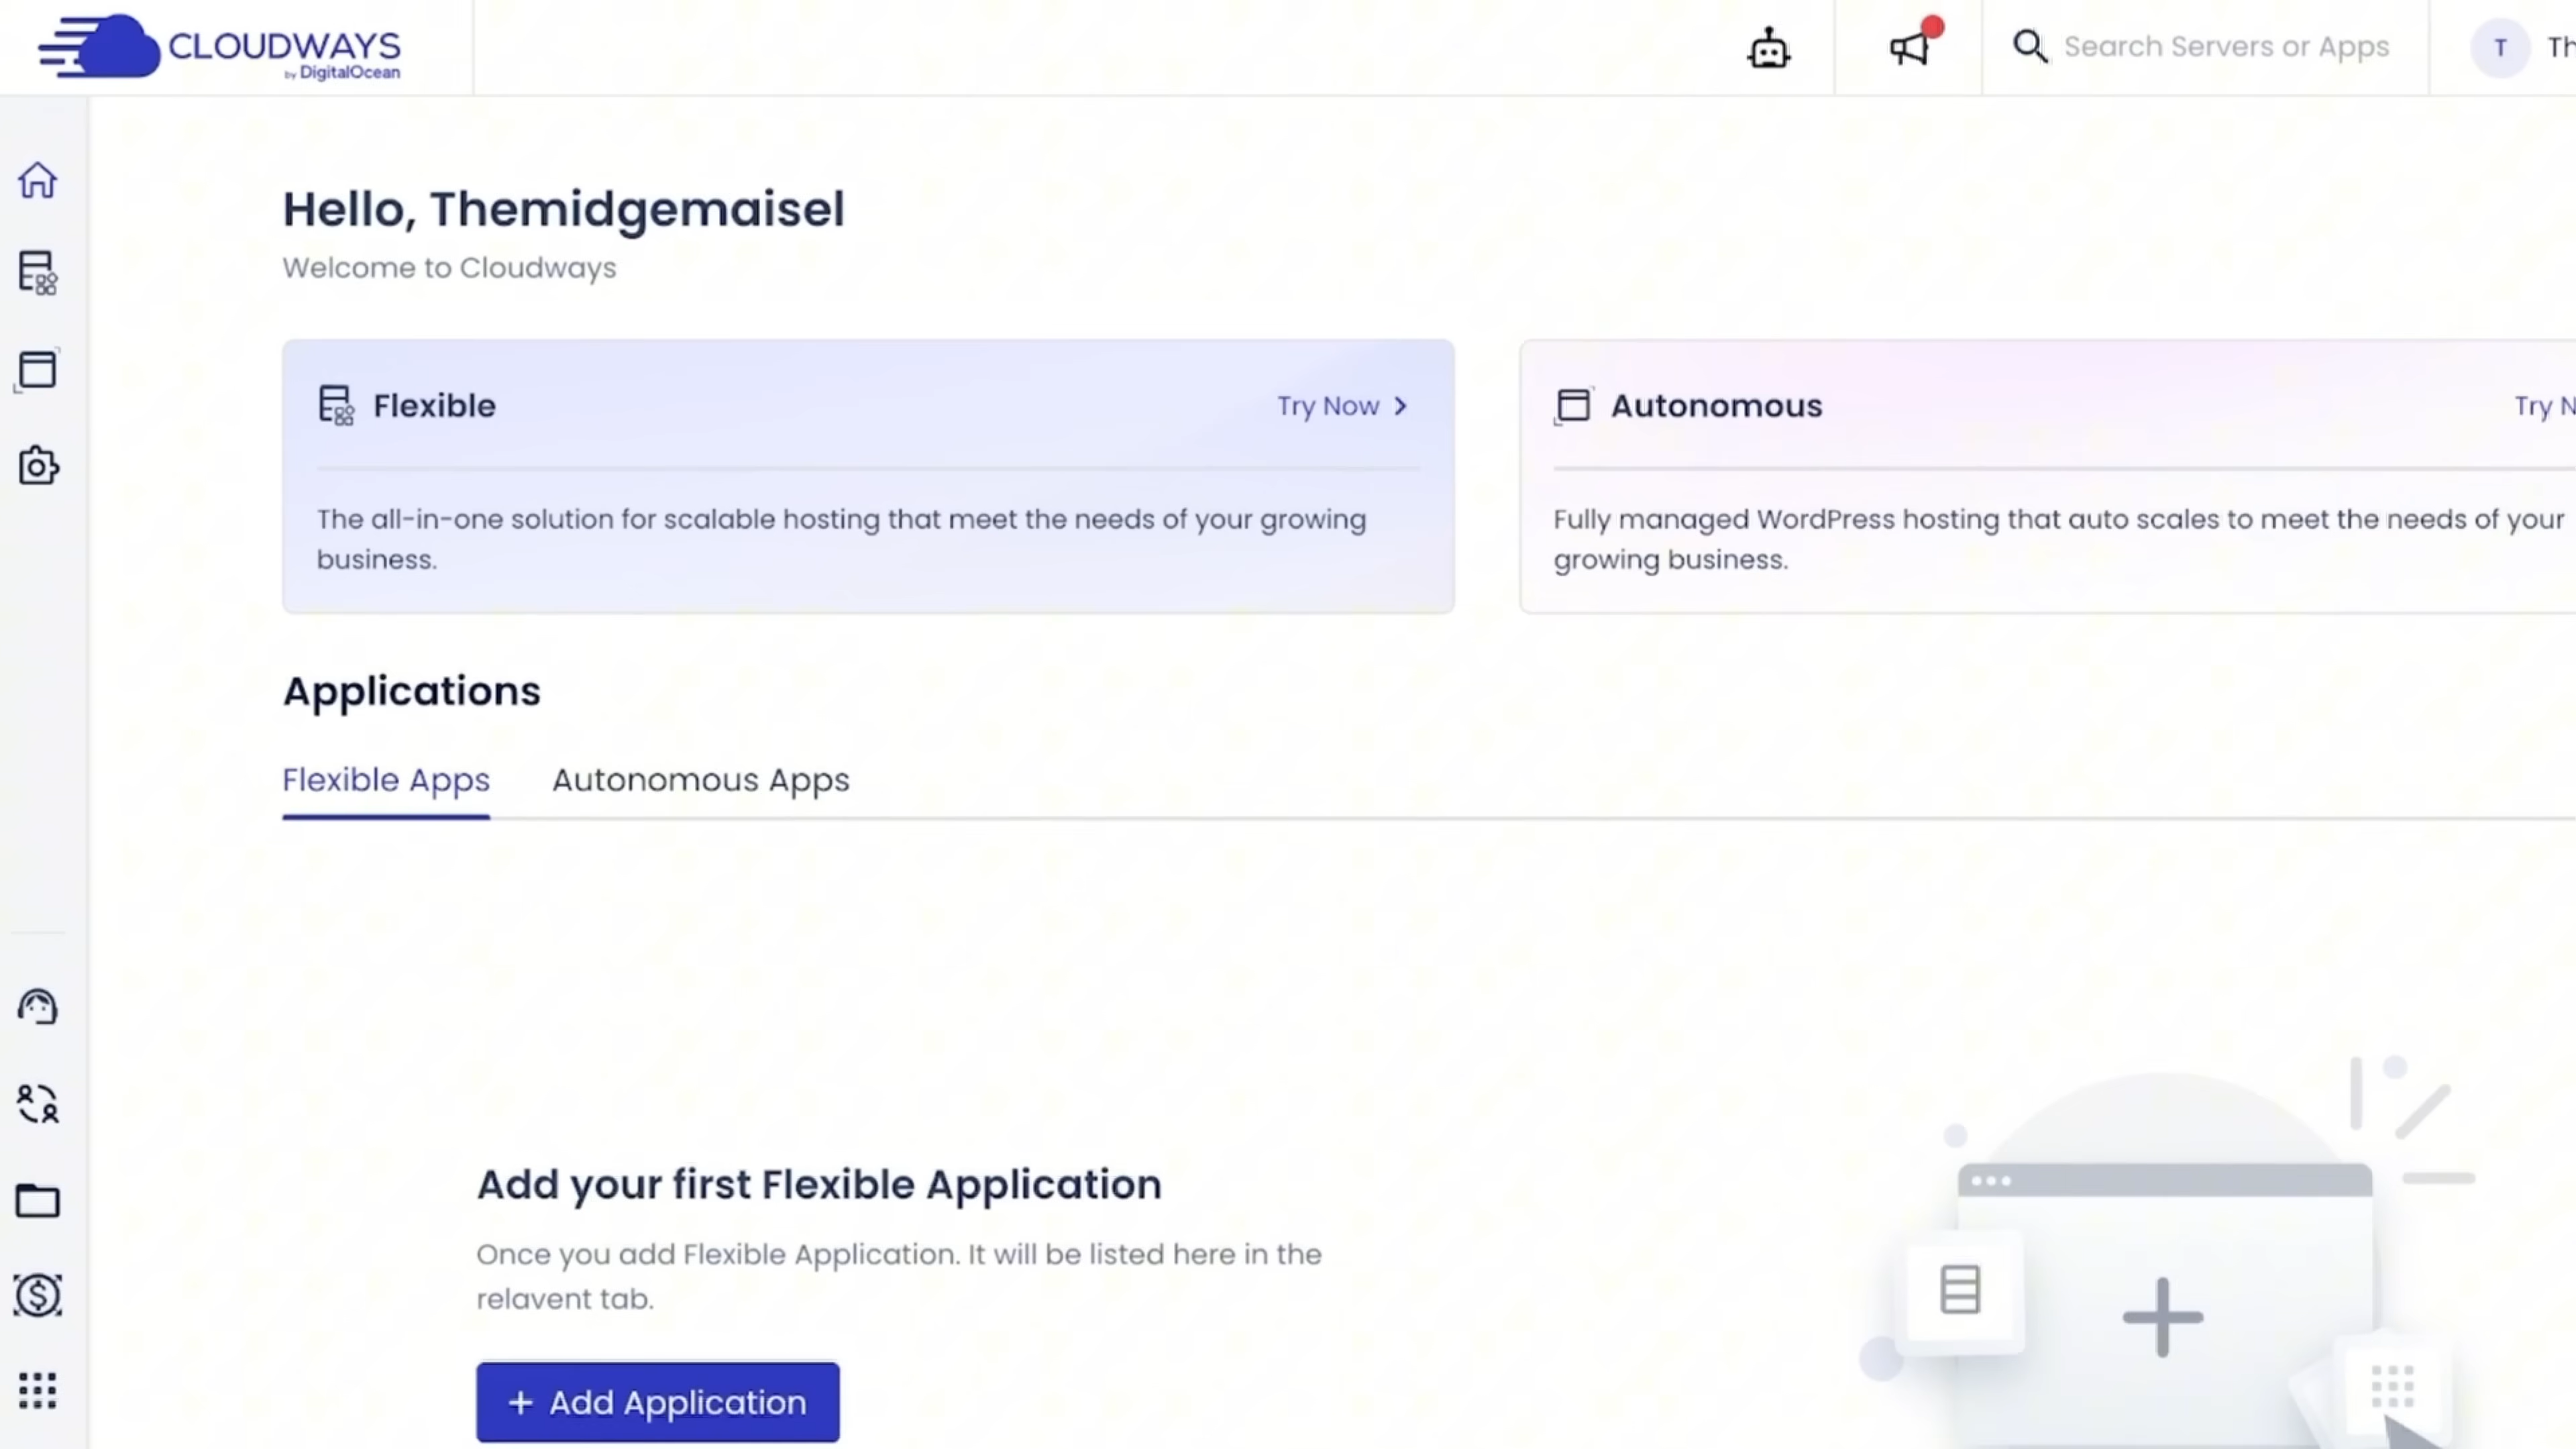 CLOUDWAYS
by DigitalOcean
Search Servers or Apps
T
Th
Hello, Themidgemaisel
Welcome to Cloudways
Flexible
Try Now
The all-in-one solution for scalable hosting that meet the needs of your growing
business.
Autonomous
Try N
Fully managed WordPress hosting that auto scales to meet the needs of your
growing business.
Applications
Flexible Apps
Autonomous Apps
Add your first Flexible Application
Once you add Flexible Application. It will be listed here in the
relavent tab.
+ Add Application